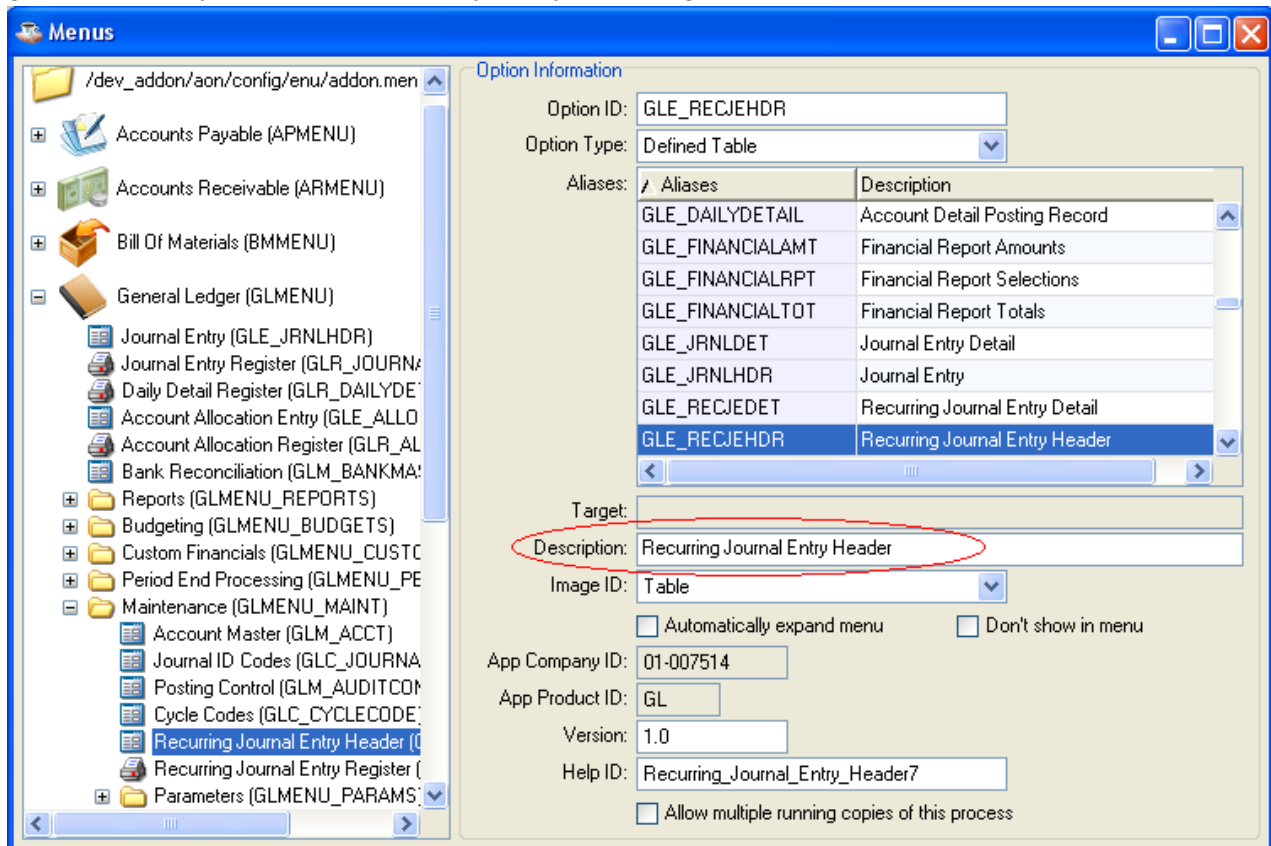 Menus
/dev_addon/aon/config/enu/addon.men
Accounts Payable (APMENU)
Accounts Receivable (ARMENU)
Bill Of Materials (BMMENU)
General Ledger (GLMENU)
Journal Entry (GLE_JRNLHDR)
Journal Entry Register (GLR_JOURNA
Daily Detail Register (GLR_DAILYDET
Account Allocation Entry (GLE_ALLO
Account Allocation Register (GLR_AL
Bank Reconciliation (GLM_BANKMA
Reports (GLMENU_REPORTS)
Budgeting (GLMENU_BUDGETS)
Custom Financials (GLMENU_CUSTO
Period End Processing (GLMENU_PE
Maintenance (GLMENU_MAINT)
Account Master (GLM_ACCT)
Journal ID Codes (GLC_JOURNA
Posting Control (GLM_AUDITCON
Cycle Codes (GLC_CYCLECODE
Recurring Journal Entry Header (G
Recurring Journal Entry Register (
Parameters (GLMENU_PARAMS)
Option Information
Option ID: GLE_RECJEHDR
Option Type: Defined Table
Aliases: Aliases Description
GLE_DAILYDETAIL Account Detail Posting Record
GLE_FINANCIALAMT Financial Report Amounts
GLE_FINANCIALRPT Financial Report Selections
GLE_FINANCIALTOT Financial Report Totals
GLE_JRNLDET Journal Entry Detail
GLE_JRNLHDR Journal Entry
GLE_RECJEDET Recurring Journal Entry Detail
GLE_RECJEHDR Recurring Journal Entry Header
Target:
Description: Recurring Journal Entry Header
Image ID: Table
Automatically expand menu Don't show in menu
App Company ID: 01-007514
App Product ID: GL
Version: 1.0
Help ID: Recurring_Journal_Entry_Header7
Allow multiple running copies of this process